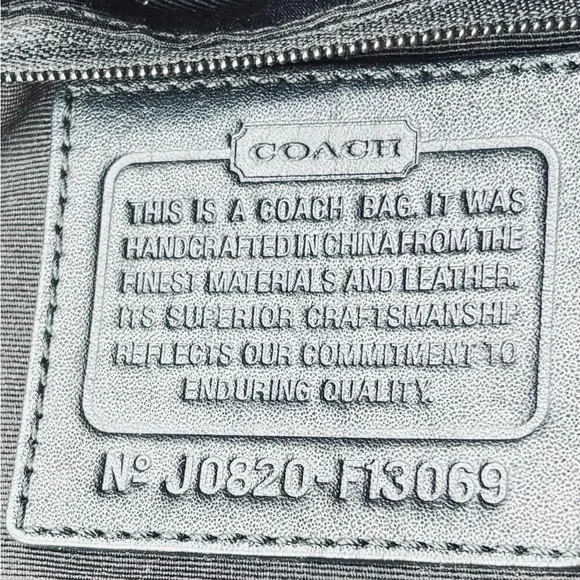 COACH
THIS IS A COACH BAG. IT WAS
HANDCRAFTED IN CHINA FROM THE
FINEST MATERIALS AND LEATHER.
ITS SUPERIOR CRAFTSMANSHIP
REFLECTS OUR COMMITMENT TO
ENDURING QUALITY.
Nº J0820-F13069